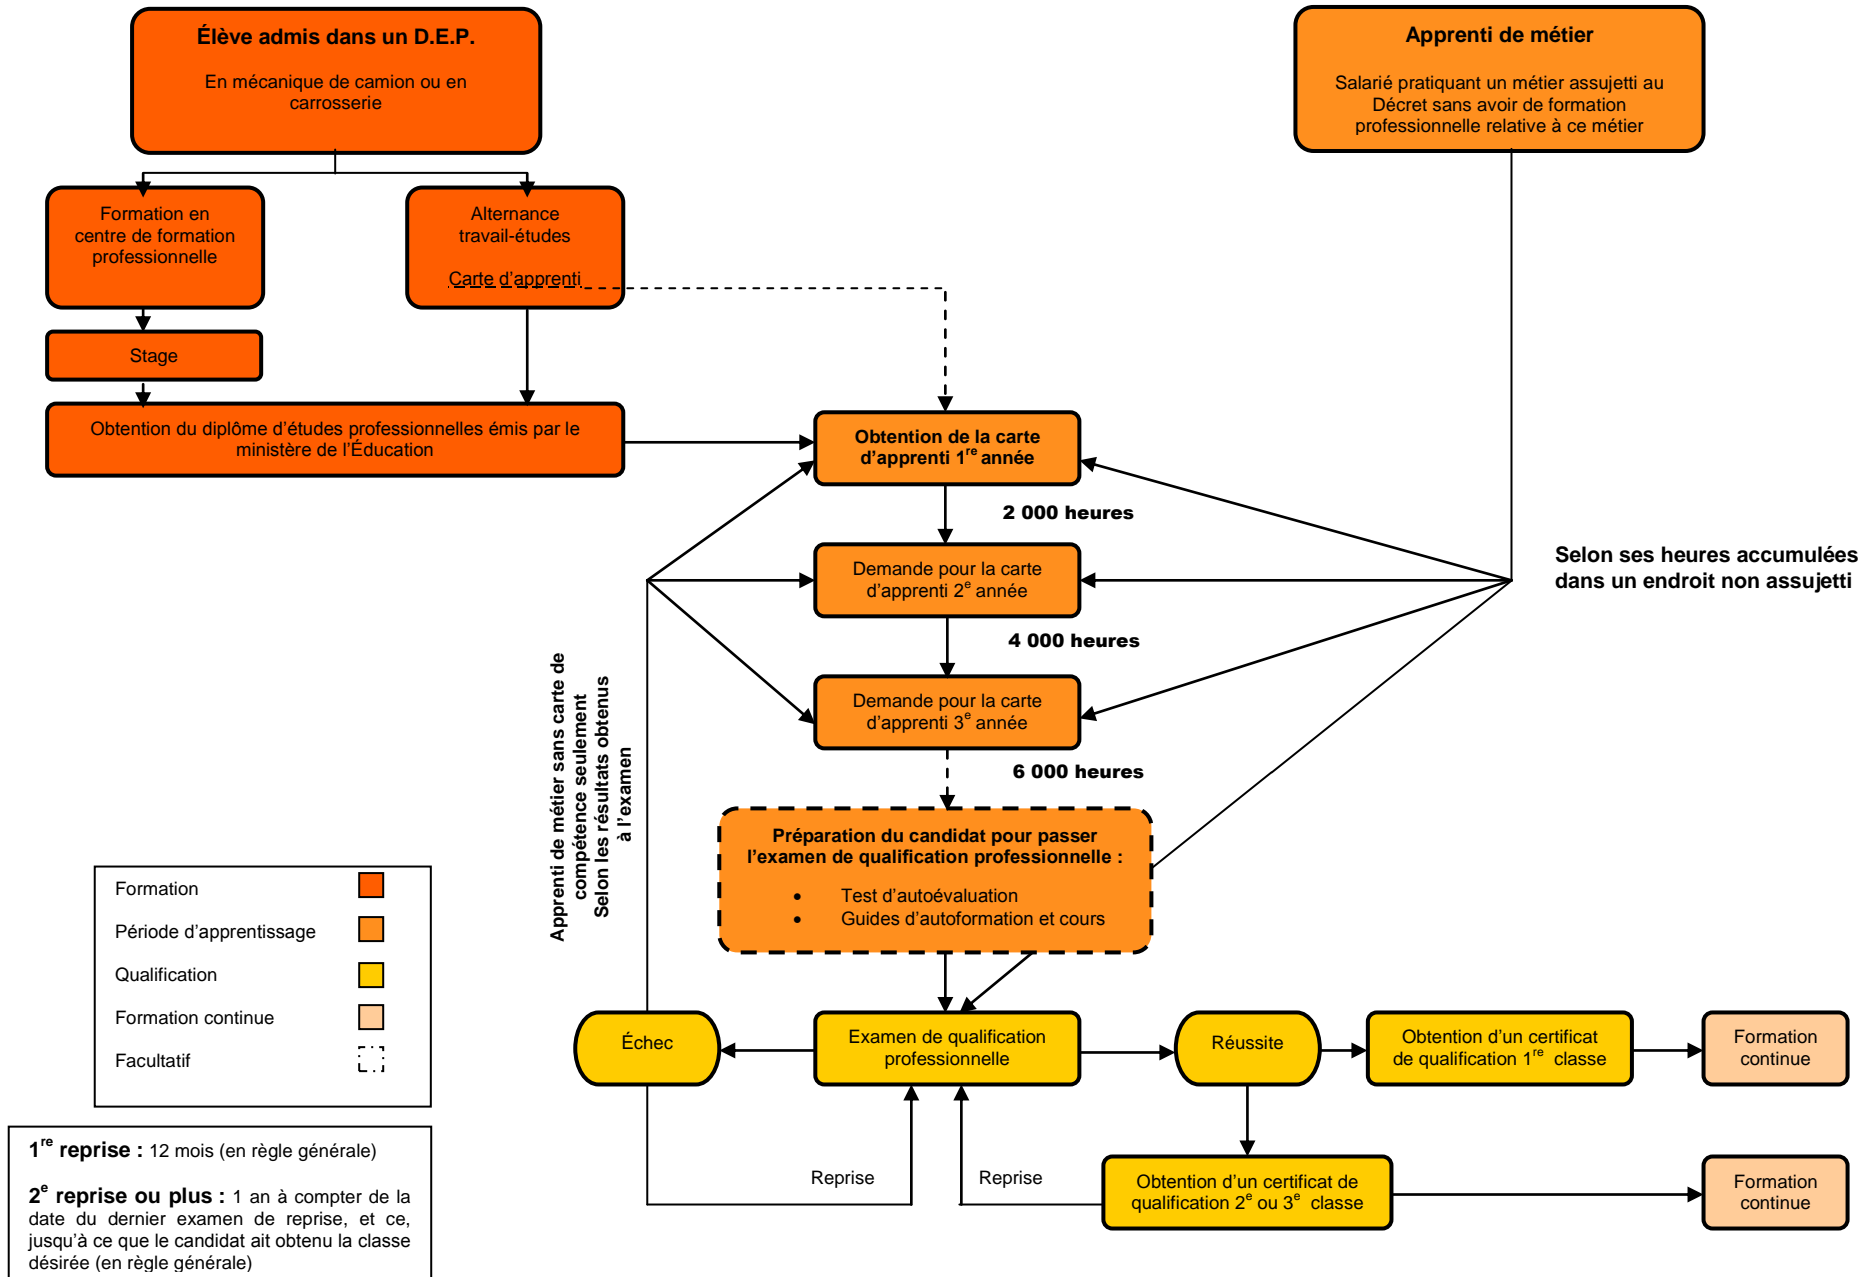 Élève admis dans un D.E.P.
En mécanique de camion ou en
carrosserie
Apprenti de métier
Salarié pratiquant un métier assujetti au
Décret sans avoir de formation
professionnelle relative à ce métier
Formation en
centre de formation
professionnelle
Alternance
travail-études
Carte d'apprenti
Stage
Obtention du diplôme d'études professionnelles émis par le
ministère de l'Éducation
Obtention de la carte
d'apprenti 1re année
2 000 heures
Demande pour la carte
d'apprenti 2e année
Selon ses heures accumulées
dans un endroit non assujetti
4 000 heures
Demande pour la carte
d'apprenti 3e année
6 000 heures
Apprenti de métier sans carte de
compétence seulement
Selon les résultats obtenus
à l'examen
Préparation du candidat pour passer
l'examen de qualification professionnelle :
• Test d'autoévaluation
• Guides d'autoformation et cours
Formation
Période d'apprentissage
Qualification
Formation continue
Facultatif
Échec
Examen de qualification
professionnelle
Réussite
Obtention d'un certificat
de qualification 1re classe
Formation
continue
Reprise
Reprise
Obtention d'un certificat de
qualification 2e ou 3e classe
Formation
continue
1re reprise : 12 mois (en règle générale)
2e reprise ou plus : 1 an à compter de la
date du dernier examen de reprise, et ce,
jusqu'à ce que le candidat ait obtenu la classe
désirée (en règle générale)